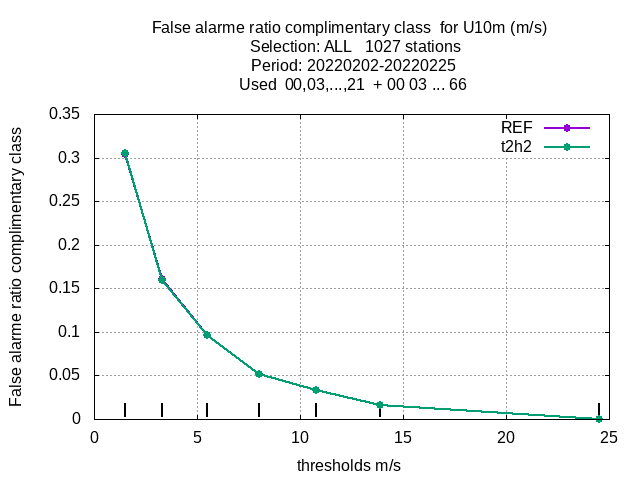 False alarme ratio complimentary class  for U10m (m/s)
Selection: ALL   1027 stations
Period: 20220202-20220225
Used  00,03,...,21  + 00 03 ... 66
REF
t2h2
False alarme ratio complimentary class
0.35
0.3
0.25
0.2
0.15
0.1
0.05
0
0 5 10 15 20 25
thresholds m/s